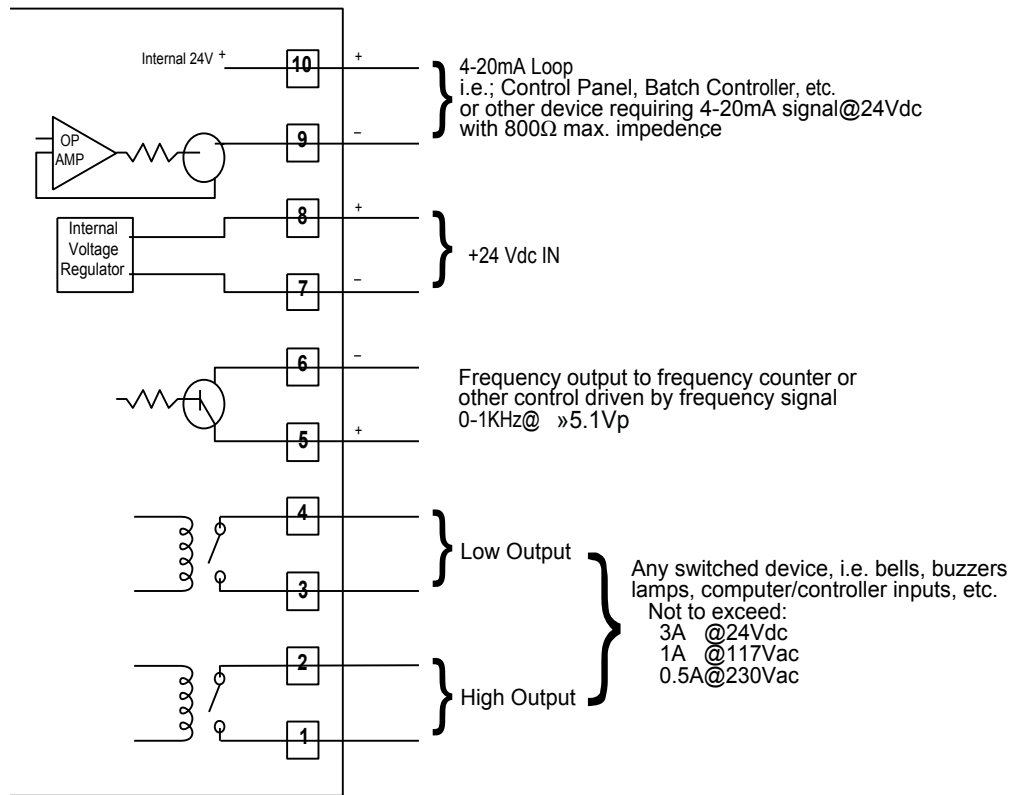 Internal 24V +
10
+
4-20mA Loop
i.e.; Control Panel, Batch Controller, etc.
or other device requiring 4-20mA signal@24Vdc
with 800Ω max. impedence
OP
AMP
9
–
8
+
Internal
Voltage
Regulator
+24 Vdc IN
7
–
6
–
Frequency output to frequency counter or
other control driven by frequency signal
0-1KHz@ »5.1Vp
5
+
4
Low Output
3
Any switched device, i.e. bells, buzzers
lamps, computer/controller inputs, etc.
Not to exceed:
3A @24Vdc
1A @117Vac
0.5A@230Vac
2
High Output
1